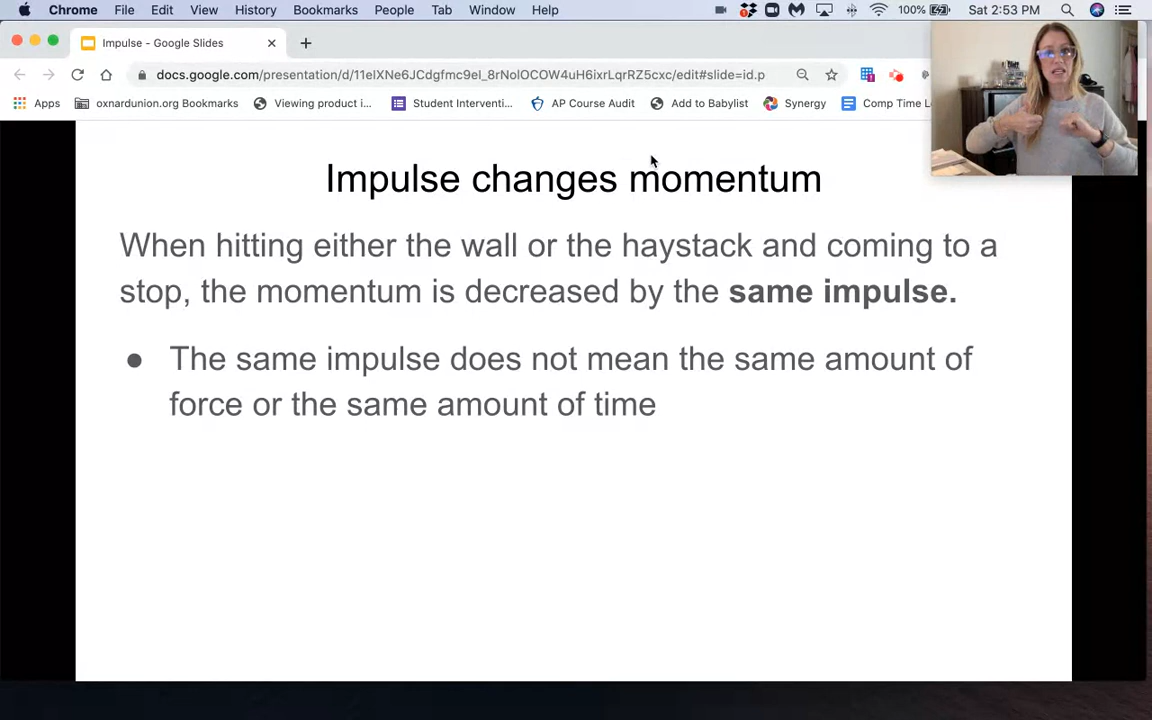 Chrome File Edit View History Bookmarks People Tab Window Help 100% Sat 2:53 PM
Impulse - Google Slides
docs.google.com/presentation/d/11elXNe6JCdgfmc9el_8rNolOCOW4uH6ixrLqrRZ5cxc/edit#slide=id.p
Apps oxnardunion.org Bookmarks Viewing product i... Student Interventi... AP Course Audit Add to Babylist Synergy Comp Time L
Impulse changes momentum
When hitting either the wall or the haystack and coming to a
stop, the momentum is decreased by the same impulse.
● The same impulse does not mean the same amount of
force or the same amount of time